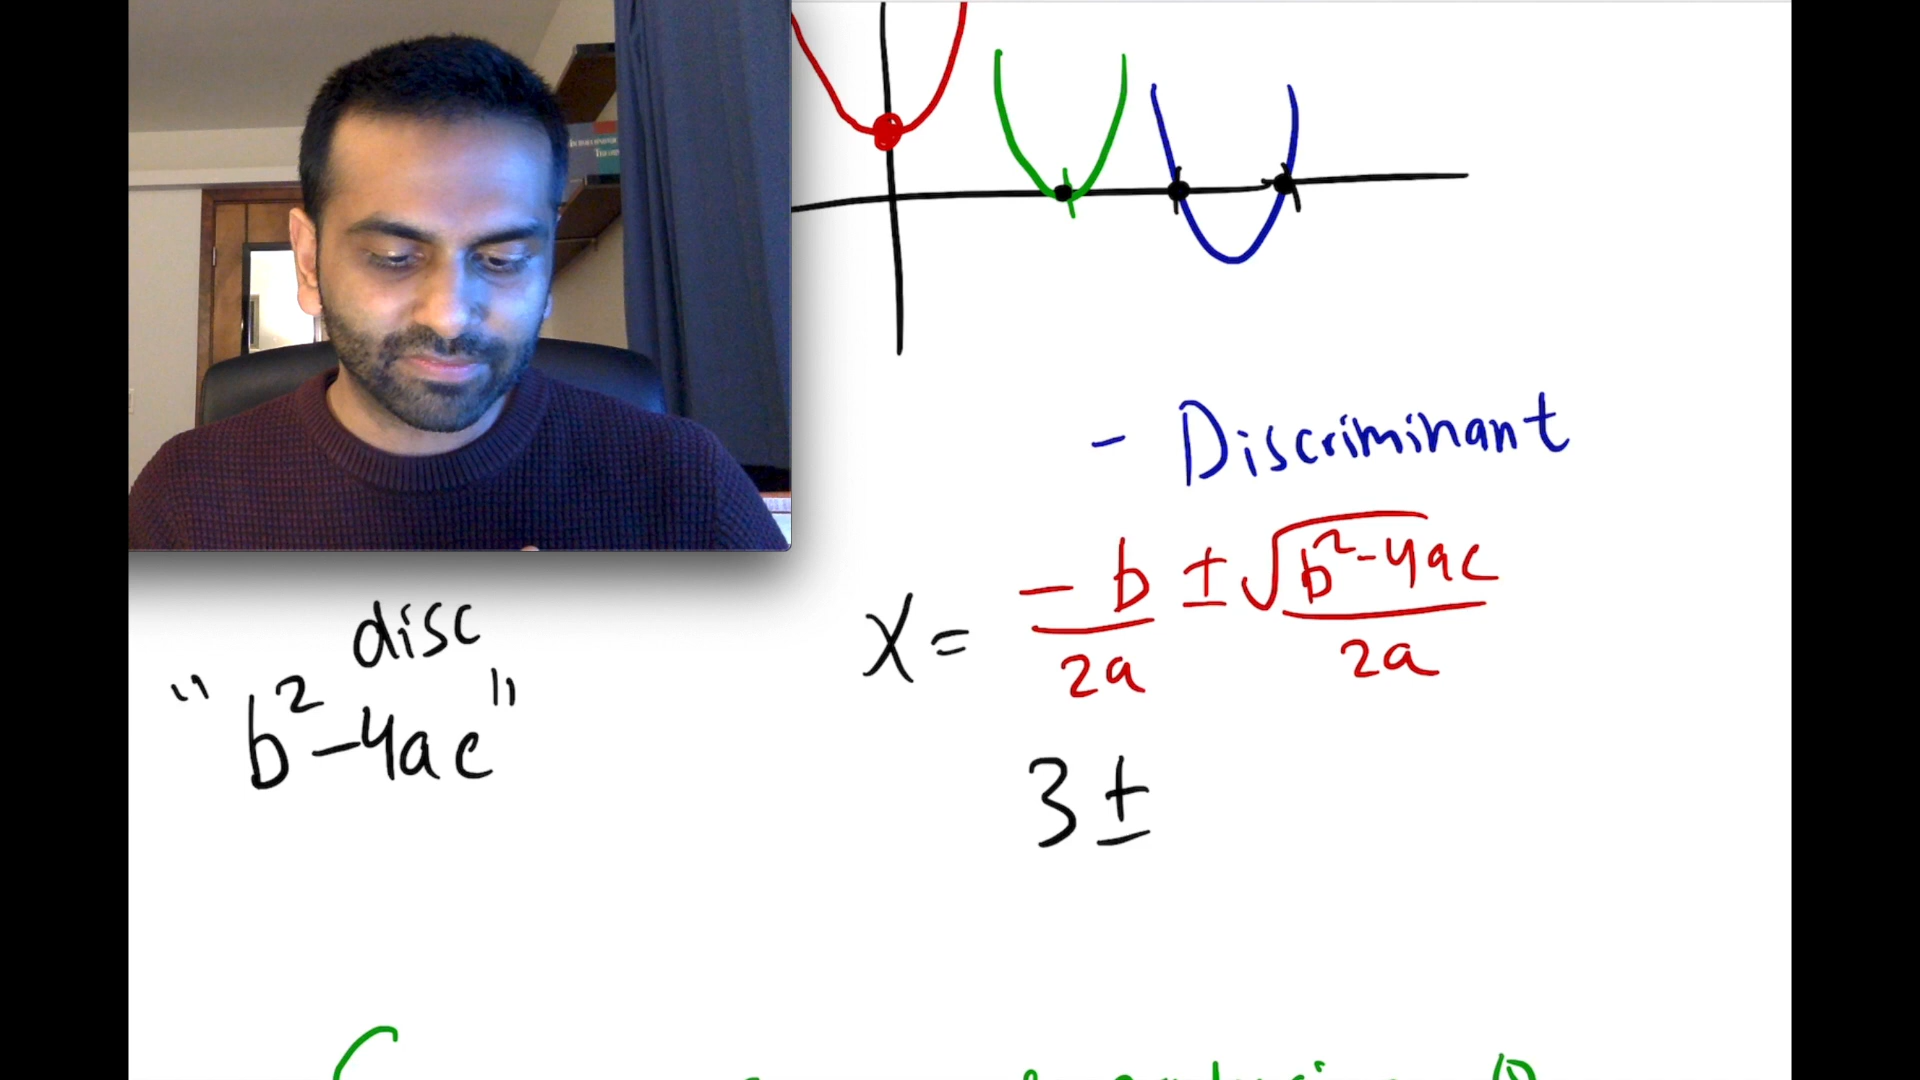 - Discriminant
X = - b / 2a ± √b²-4ac / 2a
disc
"b²-4ac"
3 ±